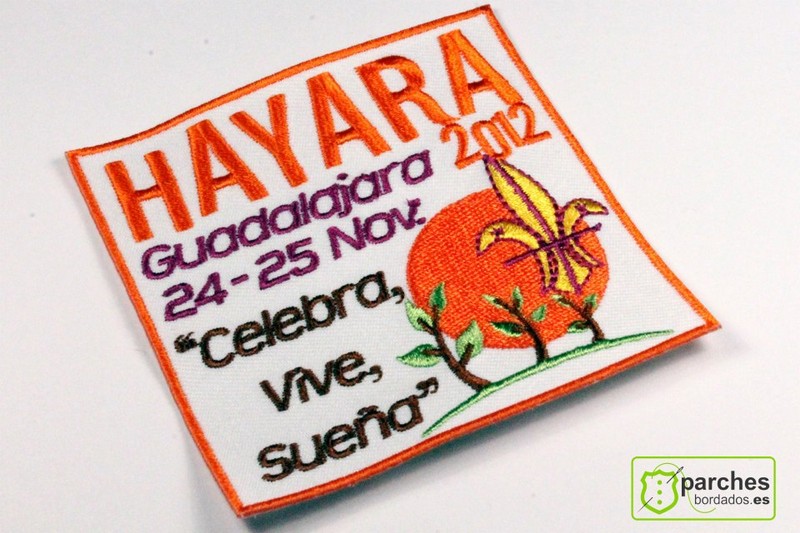 HAYARA
2012
Guadalajara
24-25 Nov.
"Celebra,
vive,
sueña"
parches
bordados.es